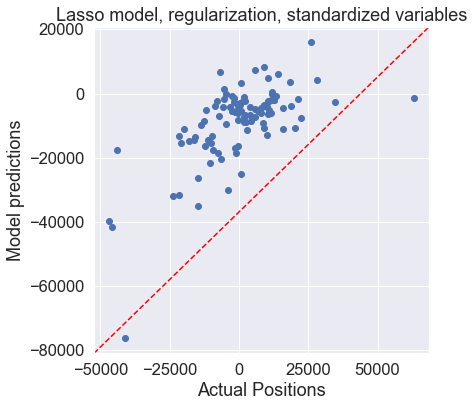 Lasso model, regularization, standardized variables
20000
0
−20000
−40000
−60000
−80000
Model predictions
−50000 −25000 0 25000 50000
Actual Positions